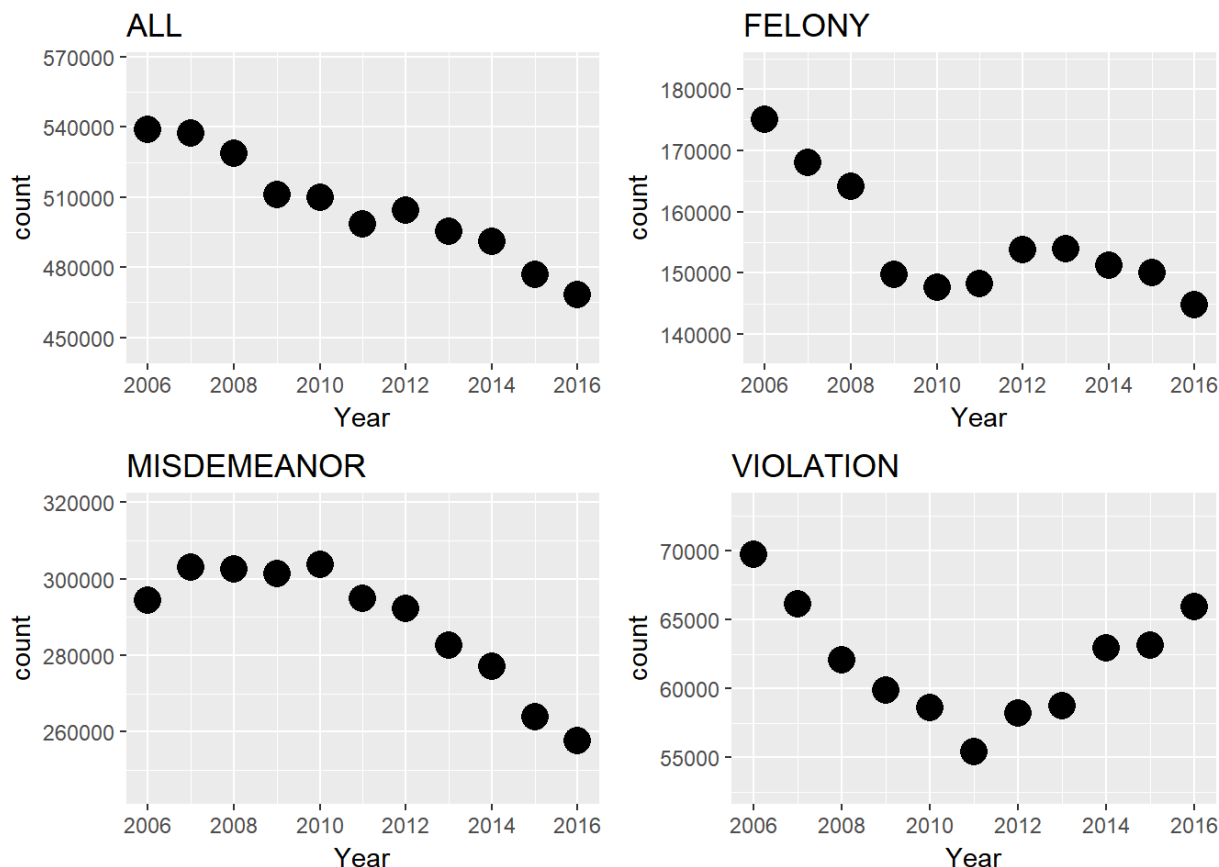 ALL
570000
540000
510000
480000
450000
count
2006 2008 2010 2012 2014 2016
Year
FELONY
180000
170000
160000
150000
140000
count
2006 2008 2010 2012 2014 2016
Year
MISDEMEANOR
320000
300000
280000
260000
count
2006 2008 2010 2012 2014 2016
Year
VIOLATION
70000
65000
60000
55000
count
2006 2008 2010 2012 2014 2016
Year